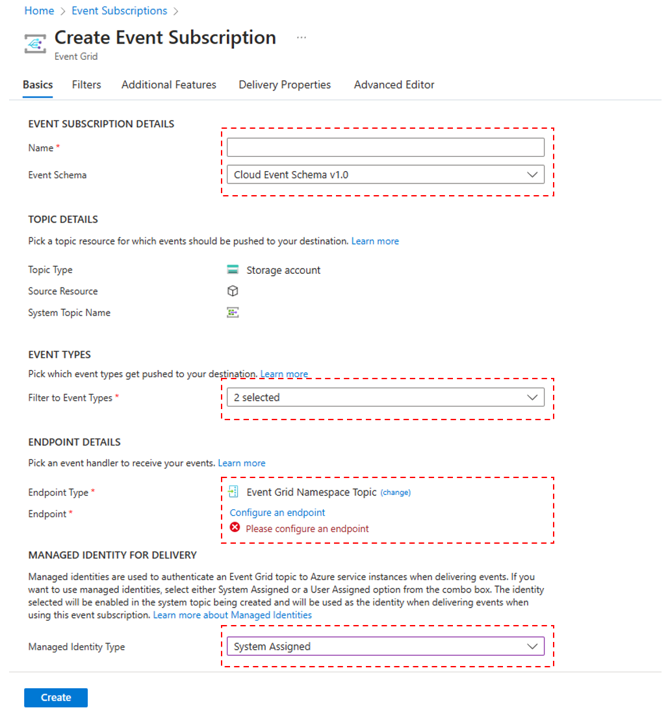 Home > Event Subscriptions >
Create Event Subscription ...
Event Grid
Basics Filters Additional Features Delivery Properties Advanced Editor
EVENT SUBSCRIPTION DETAILS
Name *
Event Schema Cloud Event Schema v1.0
TOPIC DETAILS
Pick a topic resource for which events should be pushed to your destination. Learn more
Topic Type Storage account
Source Resource
System Topic Name
EVENT TYPES
Pick which event types get pushed to your destination. Learn more
Filter to Event Types * 2 selected
ENDPOINT DETAILS
Pick an event handler to receive your events. Learn more
Endpoint Type * Event Grid Namespace Topic (change)
Endpoint * Configure an endpoint
Please configure an endpoint
MANAGED IDENTITY FOR DELIVERY
Managed identities are used to authenticate an Event Grid topic to Azure service instances when delivering events. If you
want to use managed identities, select either System Assigned or a User Assigned option from the combo box. The identity
selected will be enabled in the system topic being created and will be used as the identity when delivering events when
using this event subscription. Learn more about Managed Identities
Managed Identity Type System Assigned
Create